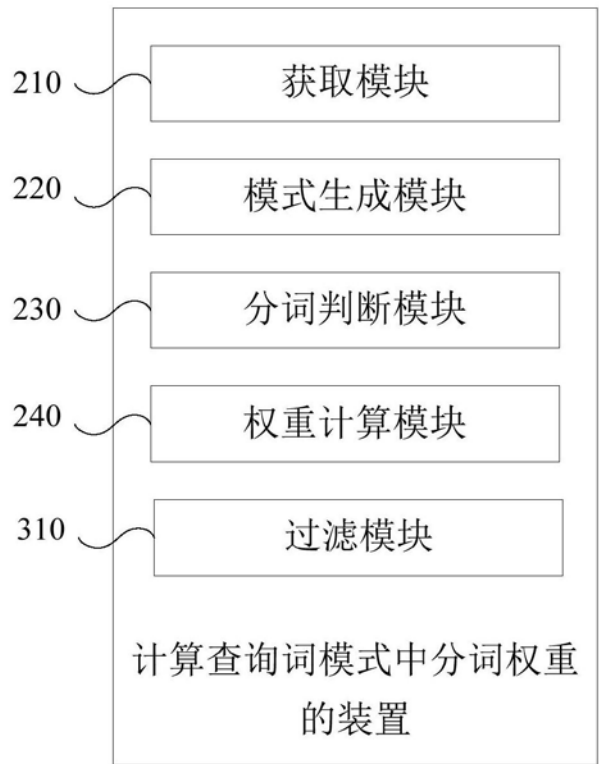 210 获取模块
220 模式生成模块
230 分词判断模块
240 权重计算模块
310 过滤模块
计算查询词模式中分词权重
的装置